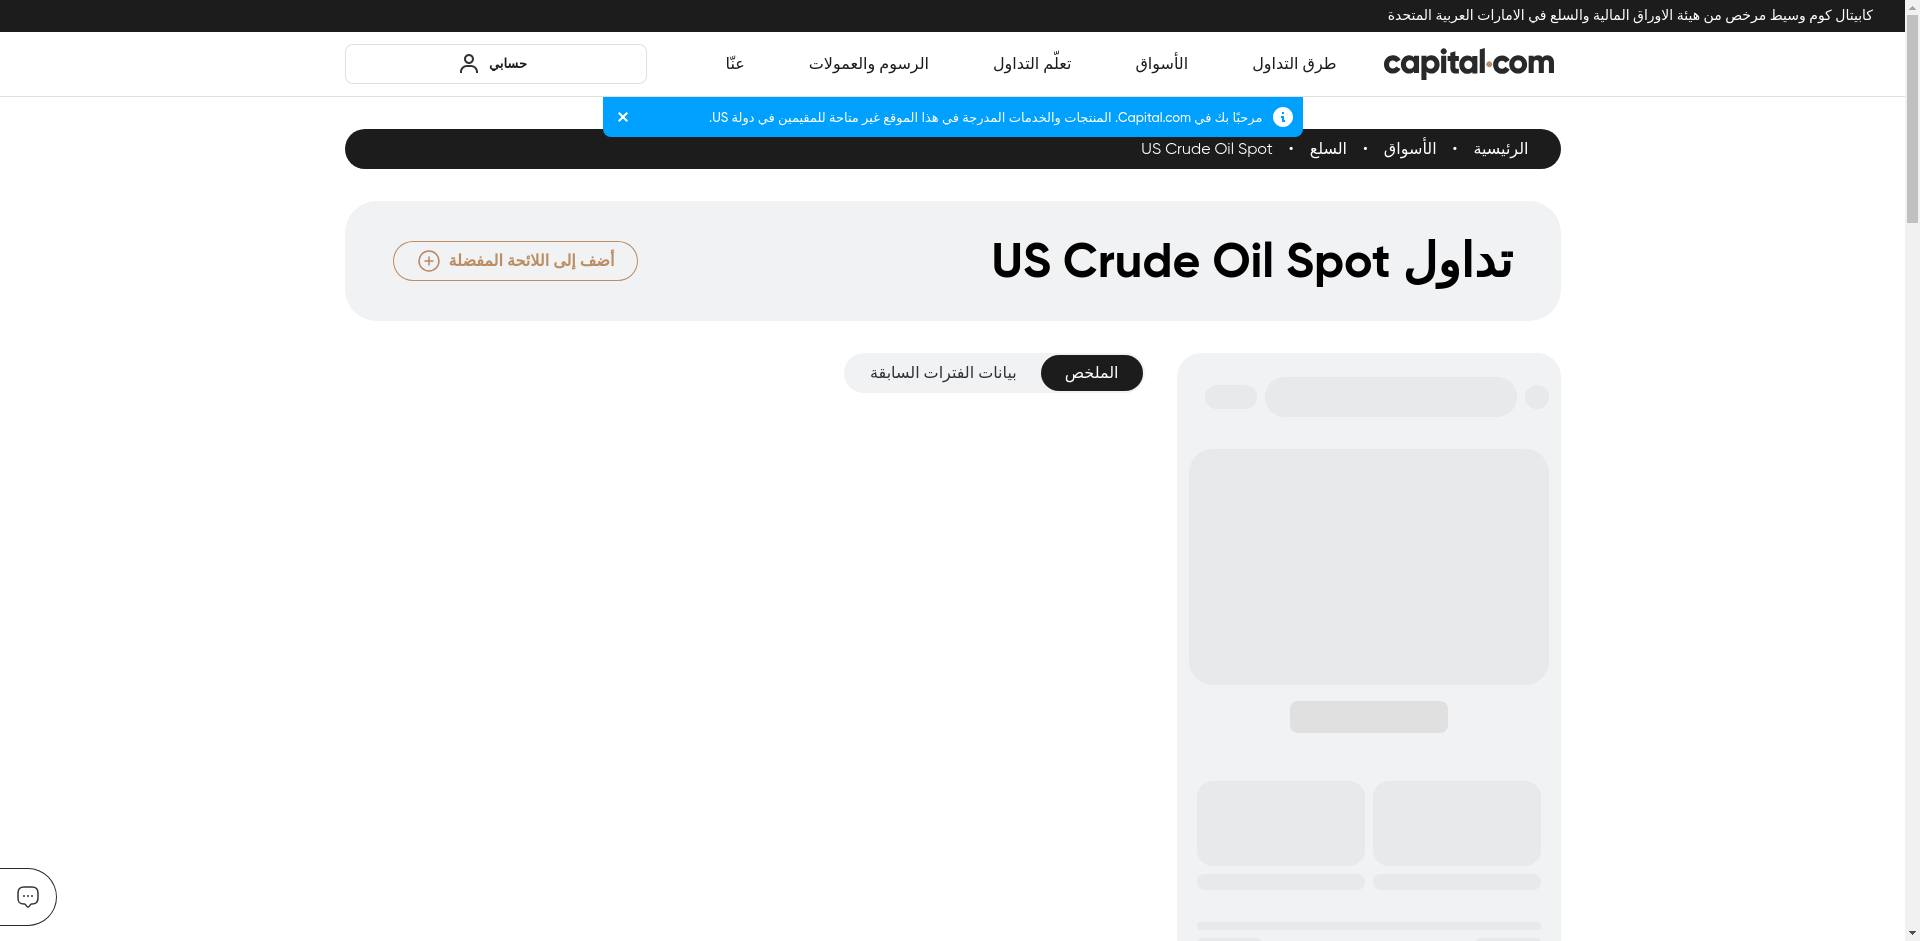 كابيتال كوم وسيط مرخص من هيئة الاوراق المالية والسلع في الامارات العربية المتحدة
capital.com
طرق التداول
الأسواق
تعلّم التداول
الرسوم والعمولات
عنّا
حسابي
مرحبًا بك في Capital.com. المنتجات والخدمات المدرجة في هذا الموقع غير متاحة للمقيمين في دولة US.
الرئيسية • الأسواق • السلع • US Crude Oil Spot
تداول US Crude Oil Spot
أضف إلى اللائحة المفضلة
الملخص
بيانات الفترات السابقة